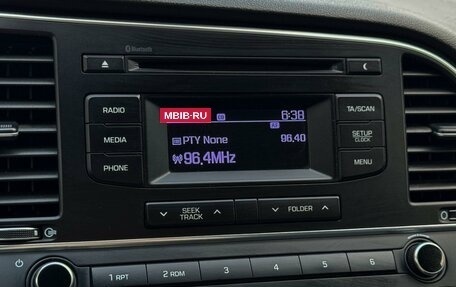 Bluetooth
RADIO
MEDIA
PHONE
MBIB-RU
6:38
AS
PTY None
96.40
96.4MHz
TA/SCAN
SETUP
CLOCK
MENU
SEEK
TRACK
FOLDER
1 RPT
2 RDM
3
4
5
6